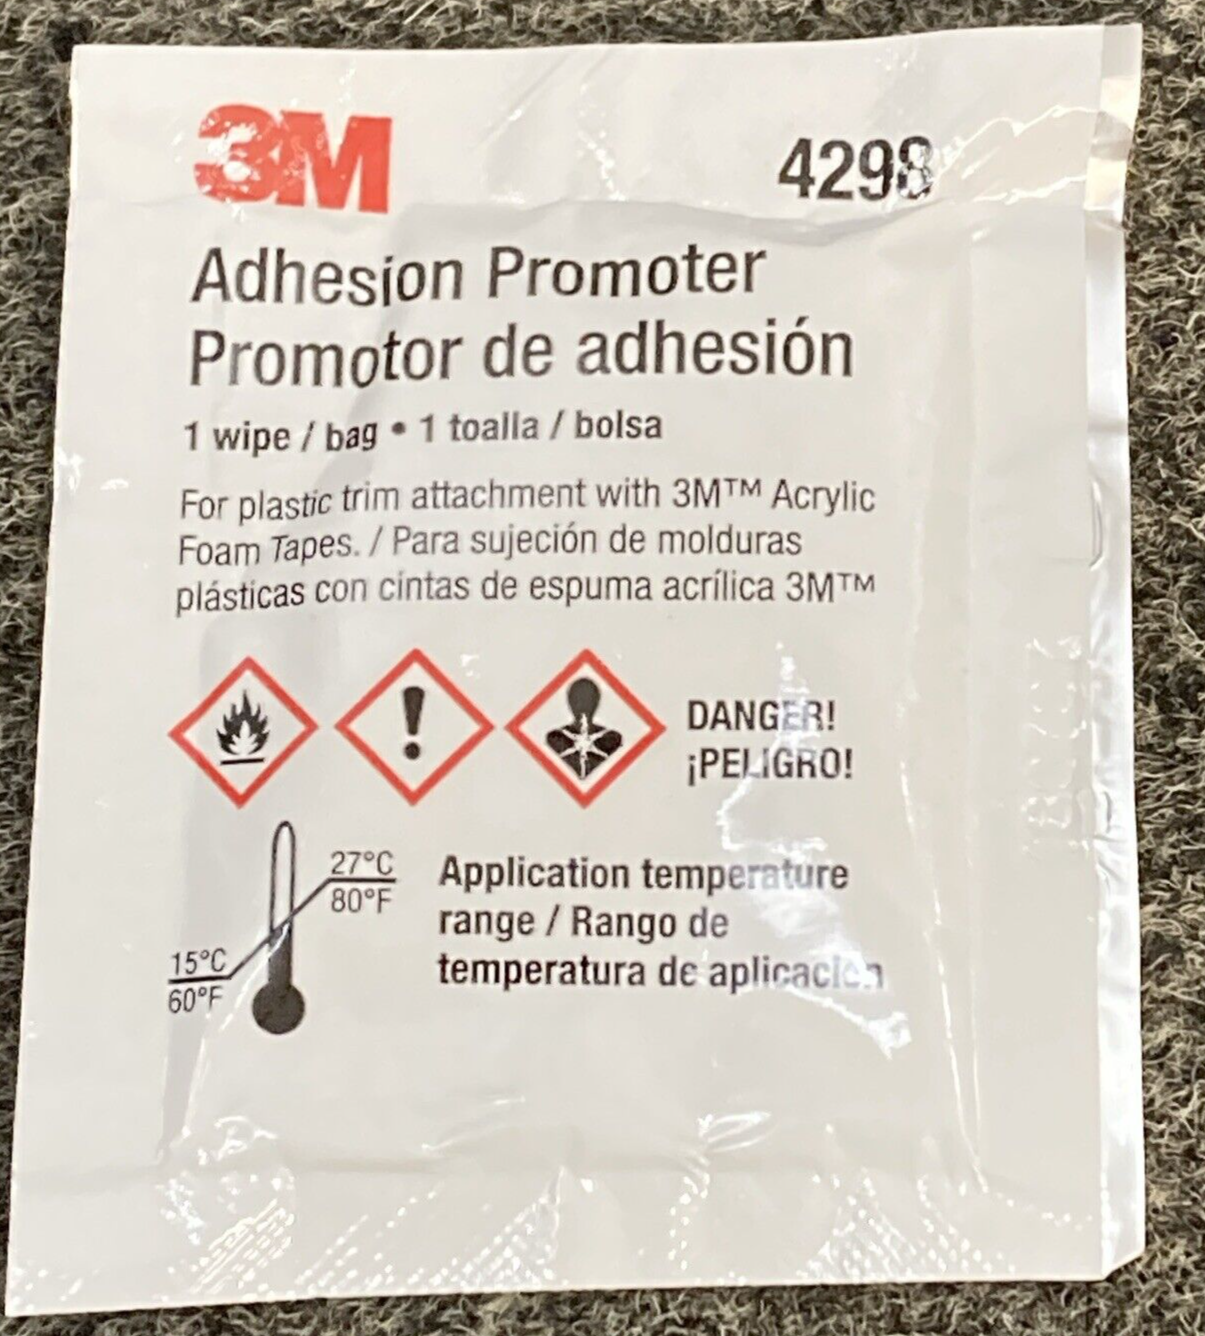 3M
4298
Adhesion Promoter
Promotor de adhesión
1 wipe / bag • 1 toalla / bolsa
For plastic trim attachment with 3M™ Acrylic
Foam Tapes. / Para sujeción de molduras
plásticas con cintas de espuma acrílica 3M™
DANGER!
¡PELIGRO!
27°C
80°F
15°C
60°F
Application temperature
range / Rango de
temperatura de aplicación